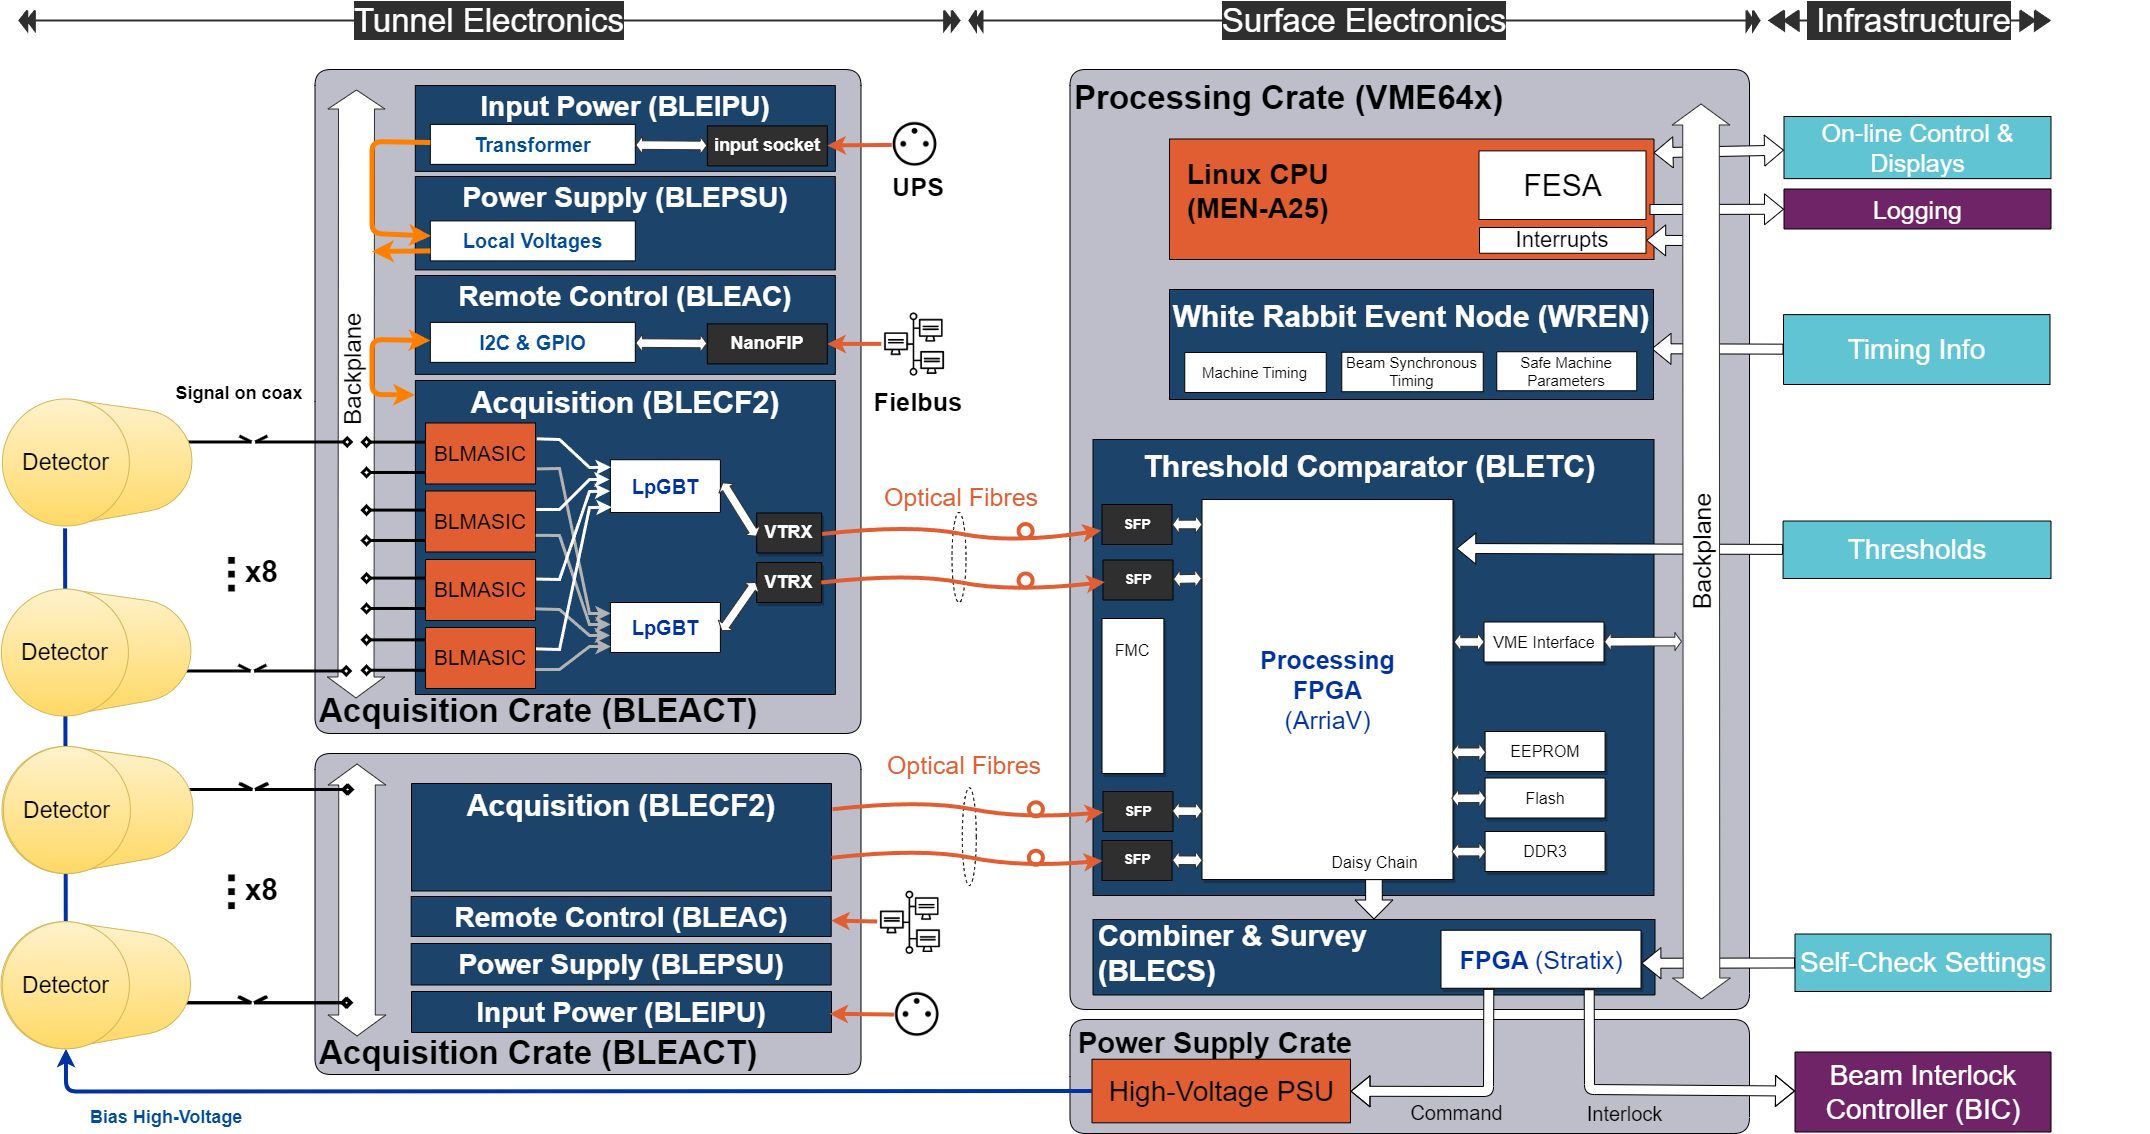 Tunnel Electronics
Surface Electronics
Infrastructure
Input Power (BLEIPU)
Transformer
input socket
UPS
Power Supply (BLEPSU)
Local Voltages
Remote Control (BLEAC)
I2C & GPIO
NanoFIP
Fielbus
Backplane
Signal on coax
Acquisition (BLECF2)
BLMASIC
BLMASIC
BLMASIC
BLMASIC
LpGBT
LpGBT
VTRX
VTRX
Acquisition Crate (BLEACT)
Detector
Detector
Detector
Detector
x8
x8
Optical Fibres
Optical Fibres
Acquisition (BLECF2)
Remote Control (BLEAC)
Power Supply (BLEPSU)
Input Power (BLEIPU)
Acquisition Crate (BLEACT)
Bias High-Voltage
Processing Crate (VME64x)
Linux CPU
(MEN-A25)
FESA
Interrupts
White Rabbit Event Node (WREN)
Machine Timing
Beam Synchronous
Timing
Safe Machine
Parameters
Threshold Comparator (BLETC)
SFP
SFP
FMC
SFP
SFP
Processing
FPGA
(ArriaV)
Daisy Chain
VME Interface
EEPROM
Flash
DDR3
Backplane
Combiner & Survey
(BLECS)
FPGA (Stratix)
Power Supply Crate
High-Voltage PSU
Command
Interlock
On-line Control &
Displays
Logging
Timing Info
Thresholds
Self-Check Settings
Beam Interlock
Controller (BIC)